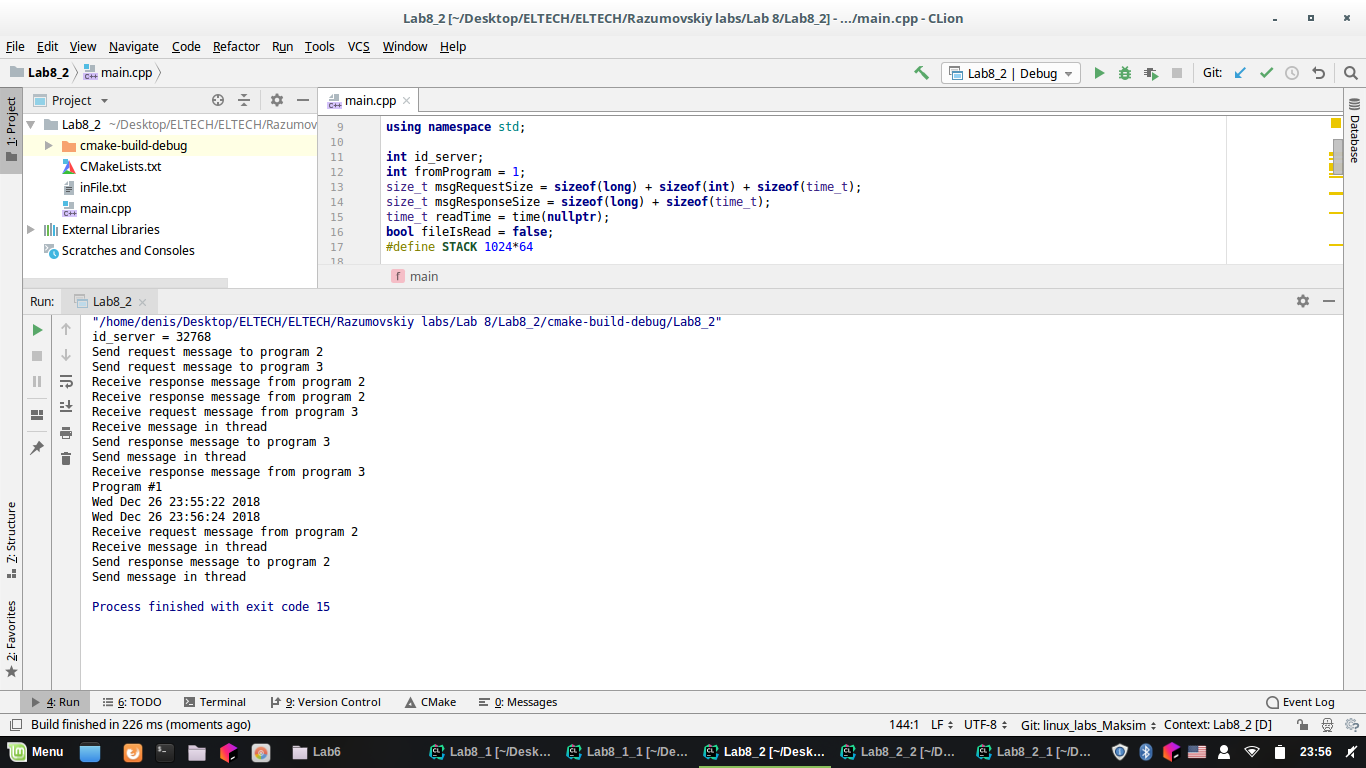 Lab8_2 [~/Desktop/ELTECH/ELTECH/Razumovskiy labs/Lab 8/Lab8_2] - .../main.cpp - CLion
File Edit View Navigate Code Refactor Run Tools VCS Window Help
Lab8_2 main.cpp Lab8_2 | Debug Git:
1: Project
Project
Lab8_2 ~/Desktop/ELTECH/ELTECH/Razumov
cmake-build-debug
CMakeLists.txt
inFile.txt
main.cpp
External Libraries
Scratches and Consoles
main.cpp
9 using namespace std;
10
11 int id_server;
12 int fromProgram = 1;
13 size_t msgRequestSize = sizeof(long) + sizeof(int) + sizeof(time_t);
14 size_t msgResponseSize = sizeof(long) + sizeof(time_t);
15 time_t readTime = time(nullptr);
16 bool fileIsRead = false;
17 #define STACK 1024*64
18
f main
Database
Run: Lab8_2
"/home/denis/Desktop/ELTECH/ELTECH/Razumovskiy labs/Lab 8/Lab8_2/cmake-build-debug/Lab8_2"
id_server = 32768
Send request message to program 2
Send request message to program 3
Receive response message from program 2
Receive response message from program 2
Receive request message from program 3
Receive message in thread
Send response message to program 3
Send message in thread
Receive response message from program 3
Program #1
Wed Dec 26 23:55:22 2018
Wed Dec 26 23:56:24 2018
Receive request message from program 2
Receive message in thread
Send response message to program 2
Send message in thread
Process finished with exit code 15
7: Structure
2: Favorites
4: Run 6: TODO Terminal 9: Version Control CMake 0: Messages Event Log
Build finished in 226 ms (moments ago) 144:1 LF UTF-8 Git: linux_labs_Maksim Context: Lab8_2 [D]
Menu Lab6 Lab8_1 [~/Desk... Lab8_1_1 [~/De... Lab8_2 [~/Desk... Lab8_2_2 [~/D... Lab8_2_1 [~/D... 23:56